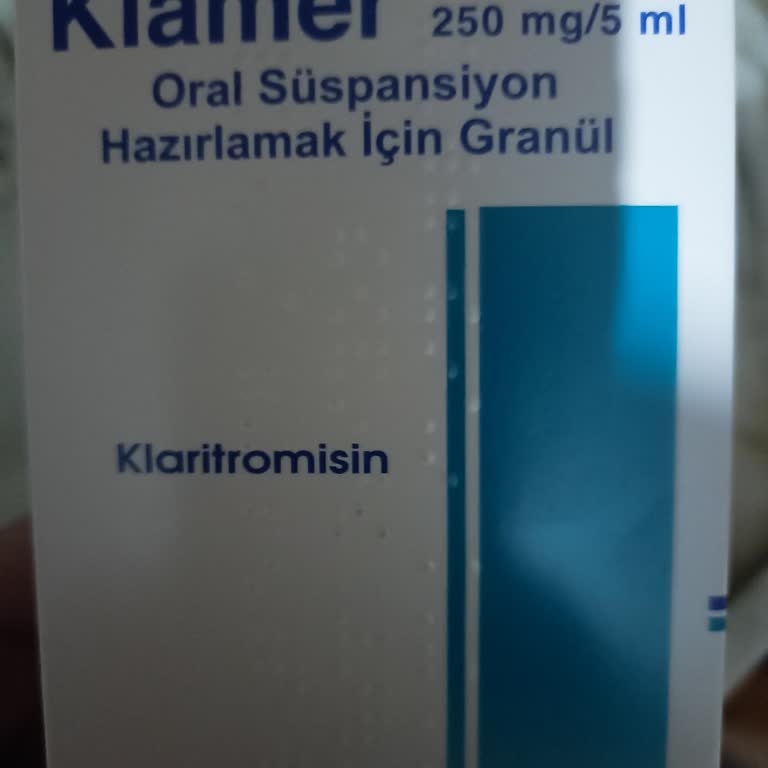 Klamer 250 mg/5 ml
Oral Süspansiyon
Hazırlamak İçin Granül
Klaritromisin